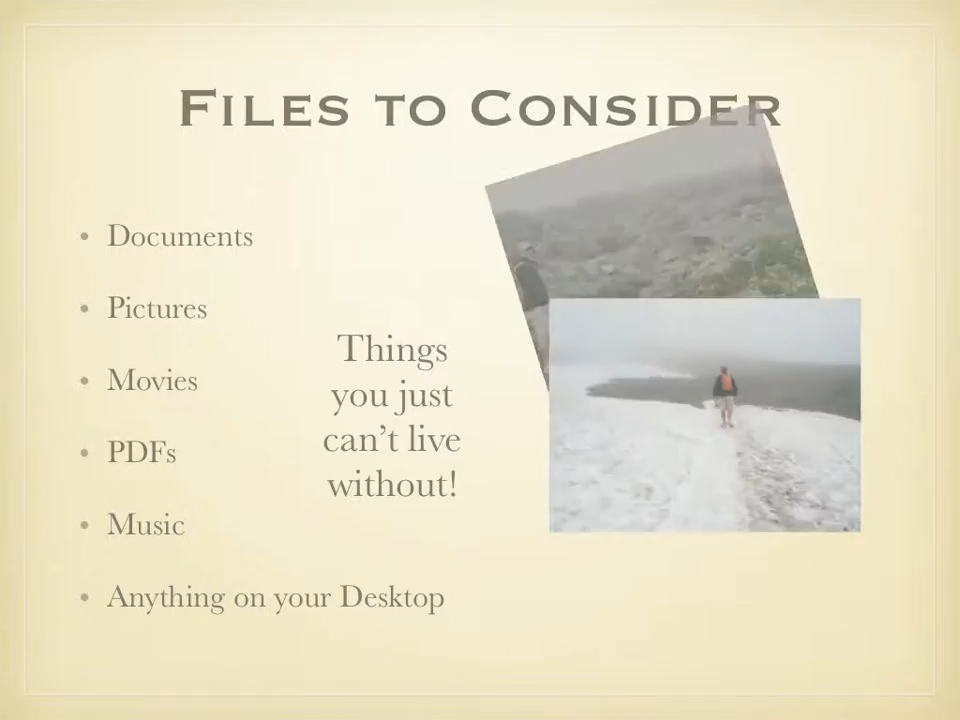 Files to Consider
• Documents
• Pictures
• Movies
• PDFs
• Music
• Anything on your Desktop
Things
you just
can't live
without!